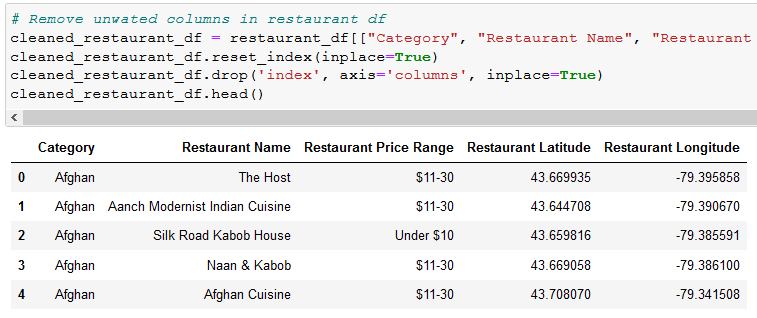 # Remove unwated columns in restaurant df
cleaned_restaurant_df = restaurant_df[["Category", "Restaurant Name", "Restaurant
cleaned_restaurant_df.reset_index(inplace=True)
cleaned_restaurant_df.drop('index', axis='columns', inplace=True)
cleaned_restaurant_df.head()
Category Restaurant Name Restaurant Price Range Restaurant Latitude Restaurant Longitude
0 Afghan The Host $11-30 43.669935 -79.395858
1 Afghan Aanch Modernist Indian Cuisine $11-30 43.644708 -79.390670
2 Afghan Silk Road Kabob House Under $10 43.659816 -79.385591
3 Afghan Naan & Kabob $11-30 43.669058 -79.386100
4 Afghan Afghan Cuisine $11-30 43.708070 -79.341508